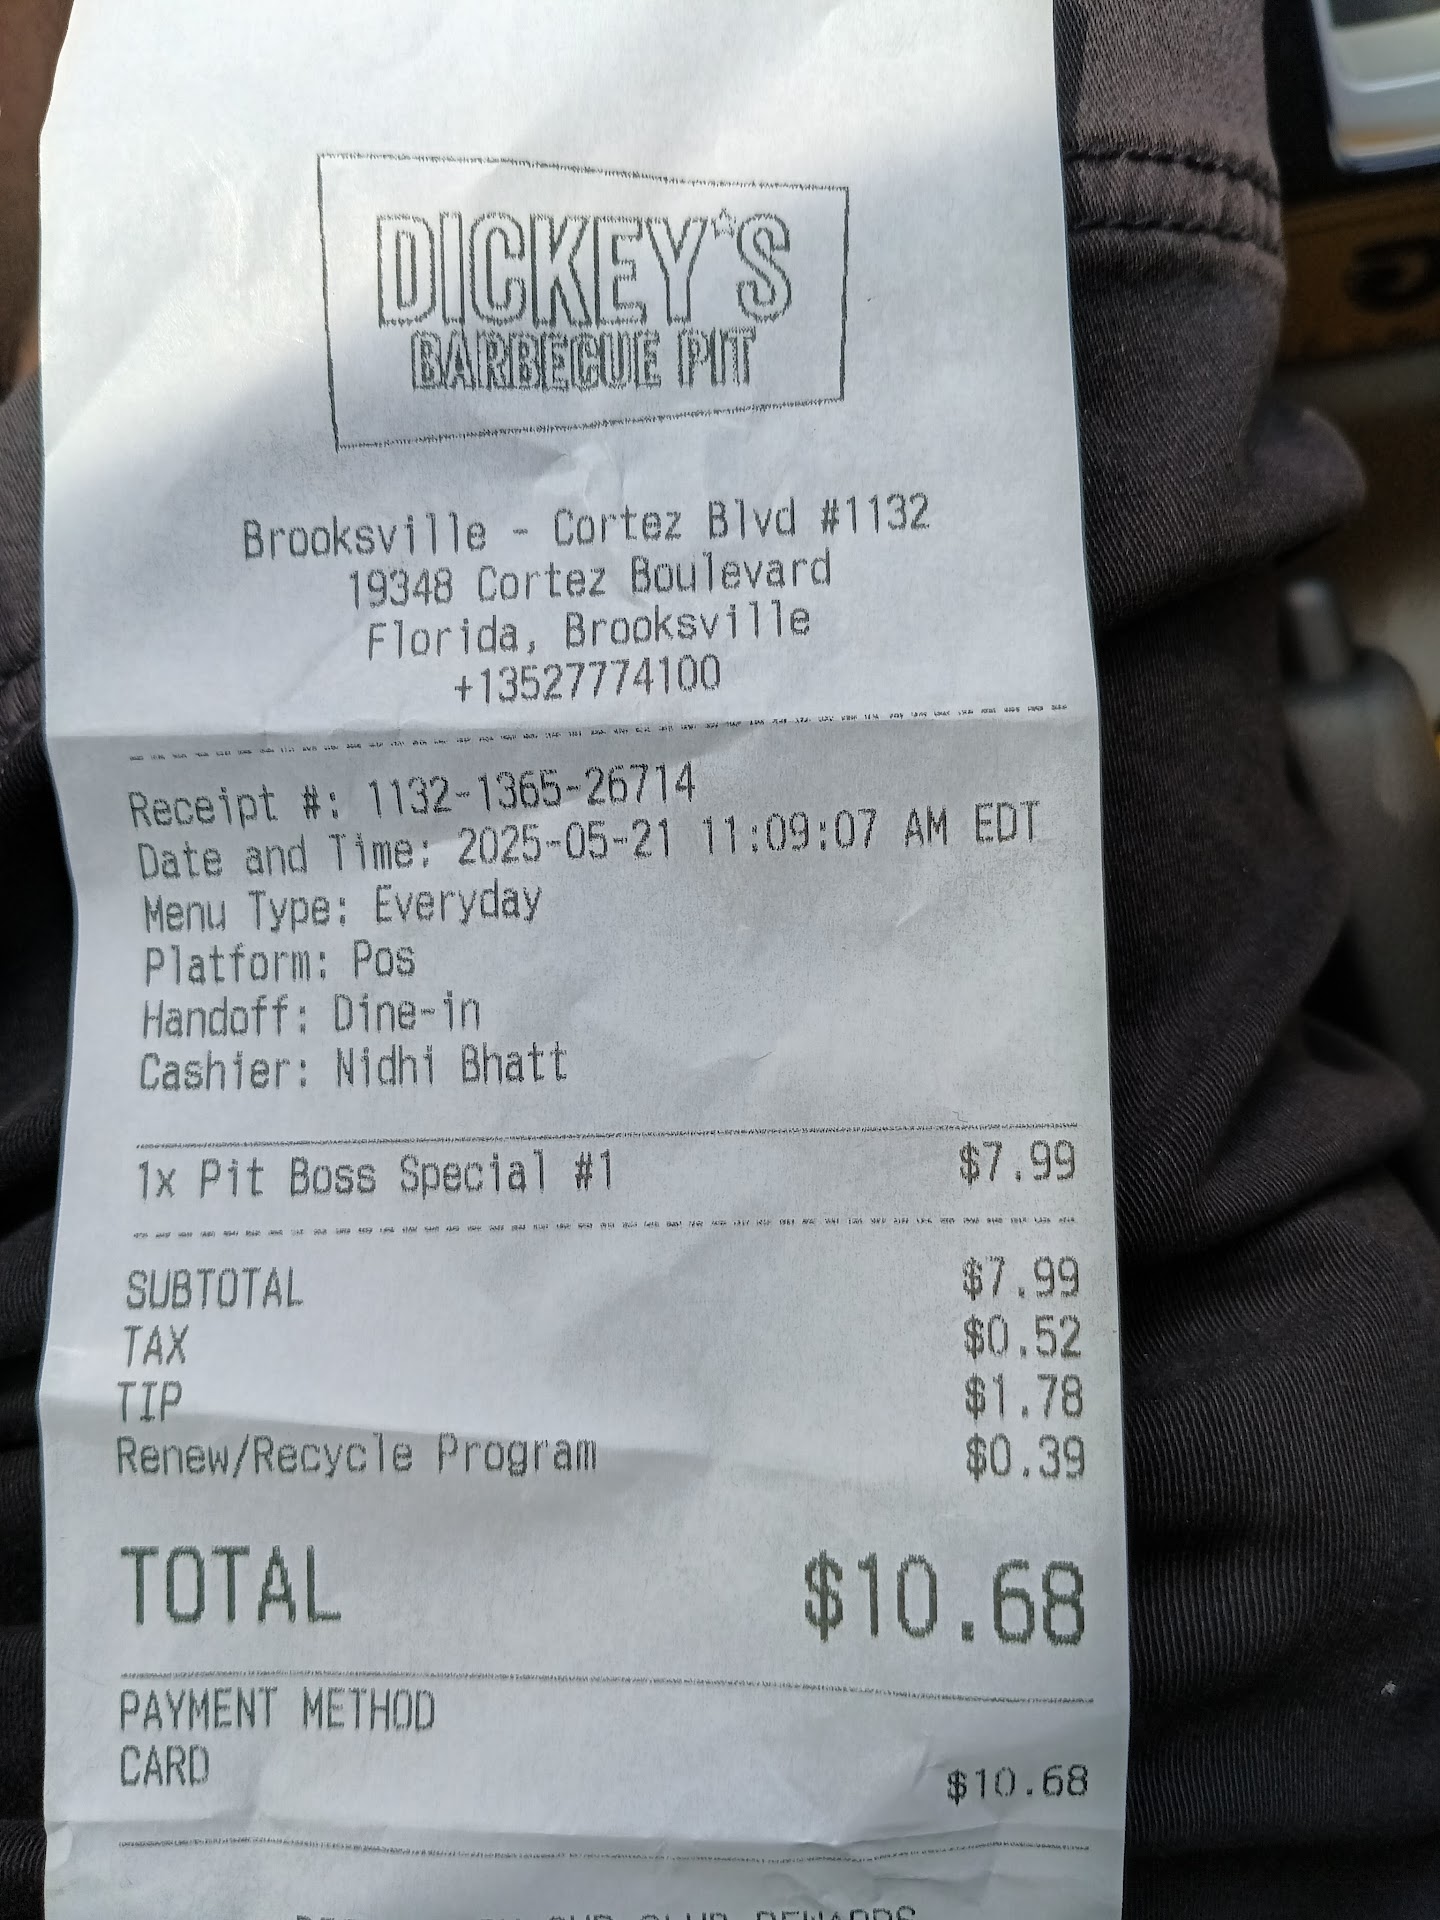 DICKEY'S
BARBECUE PIT
Brooksville - Cortez Blvd #1132
19348 Cortez Boulevard
Florida, Brooksville
+13527774100
Receipt #: 1132-1365-26714
Date and Time: 2025-05-21 11:09:07 AM EDT
Menu Type: Everyday
Platform: Pos
Handoff: Dine-in
Cashier: Nidhi Bhatt
1x Pit Boss Special #1 $7.99
SUBTOTAL $7.99
TAX $0.52
TIP $1.78
Renew/Recycle Program $0.39
TOTAL $10.68
PAYMENT METHOD
CARD $10.68
CLUB REWARDS